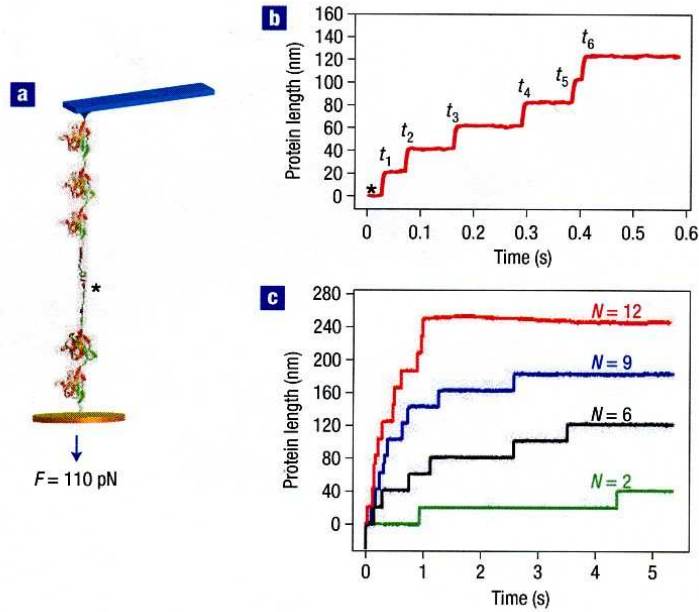 a
*
F = 110 pN
b
Protein length (nm)
160
140
120
100
80
60
40
20
0
*
t1
t2
t3
t4
t5
t6
0 0.1 0.2 0.3 0.4 0.5 0.6
Time (s)
c
Protein length (nm)
280
240
200
160
120
80
40
0
N = 12
N = 9
N = 6
N = 2
0 1 2 3 4 5
Time (s)